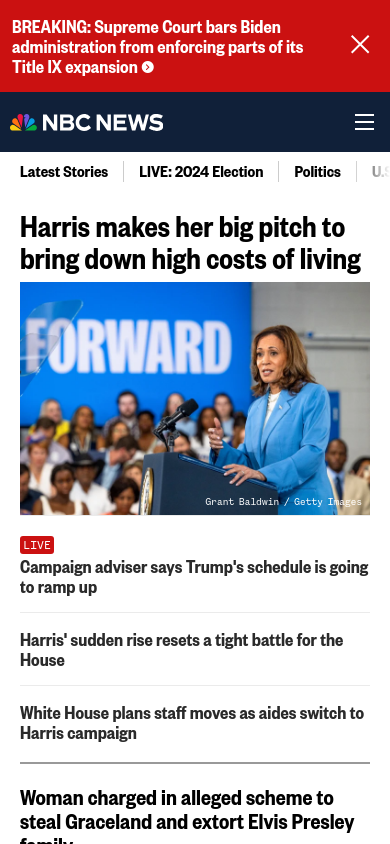 BREAKING: Supreme Court bars Biden
administration from enforcing parts of its
Title IX expansion
NBC NEWS
Latest Stories
LIVE: 2024 Election
Politics
Harris makes her big pitch to
bring down high costs of living
FORWARD
Grant Baldwin / Getty Images
LIVE
Campaign adviser says Trump's schedule is going
to ramp up
Harris' sudden rise resets a tight battle for the
House
White House plans staff moves as aides switch to
Harris campaign
Woman charged in alleged scheme to
steal Graceland and extort Elvis Presley
family